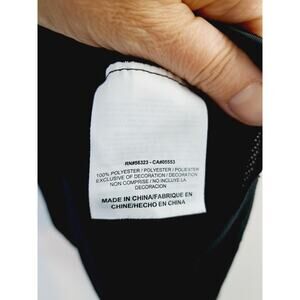 RN#56323 - CA#05553
100% POLYESTER / POLYESTER / POLIESTER
EXCLUSIVE OF DECORATION / DECORATION
NON COMPRISE / NO INCLUYE LA
DECORACION
MADE IN CHINA/FABRIQUE EN
CHINE/HECHO EN CHINA